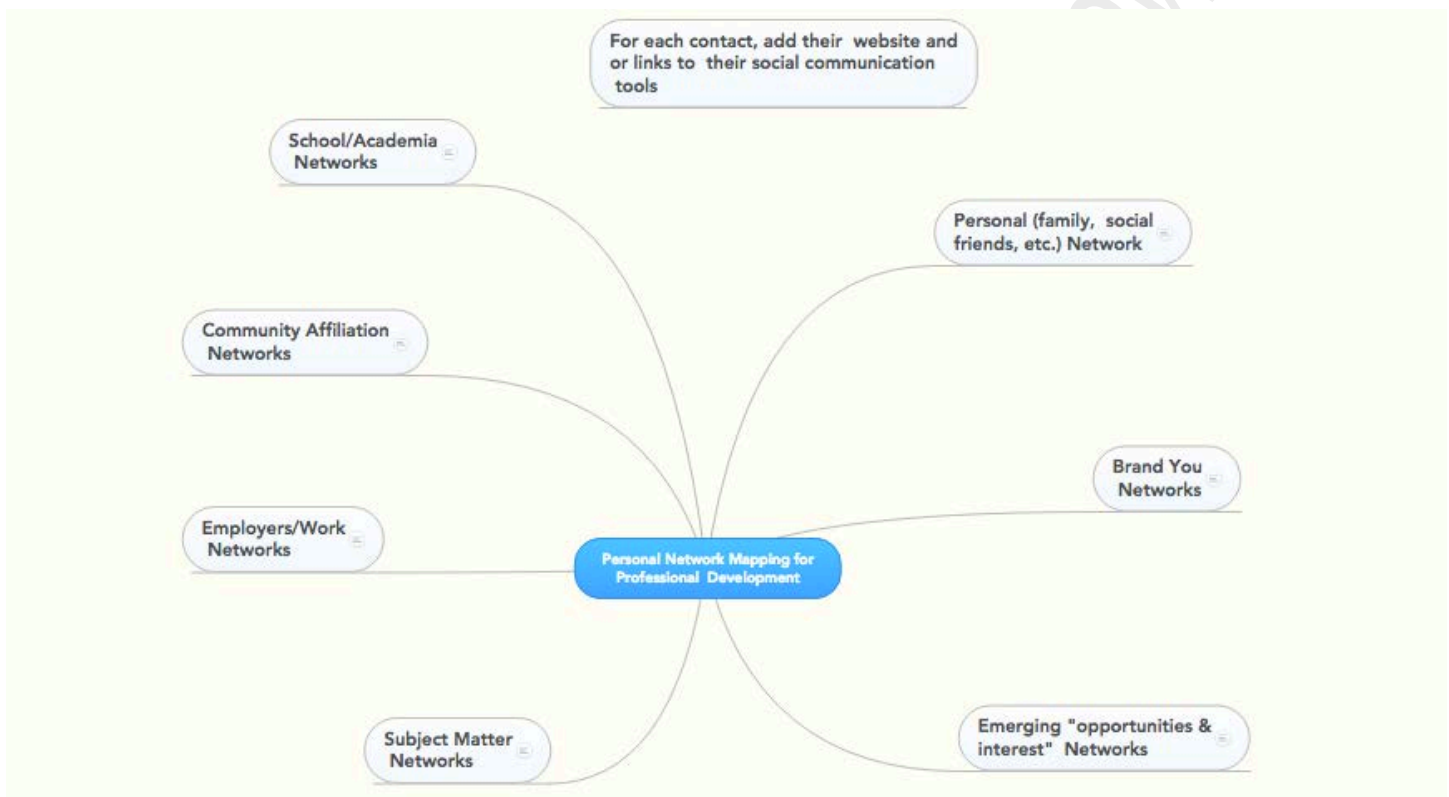 For each contact, add their website and
or links to their social communication
tools
School/Academia
Networks
Personal (family, social
friends, etc.) Network
Community Affiliation
Networks
Brand You
Networks
Employers/Work
Networks
Personal Network Mapping for
Professional Development
Subject Matter
Networks
Emerging "opportunities &
interest" Networks